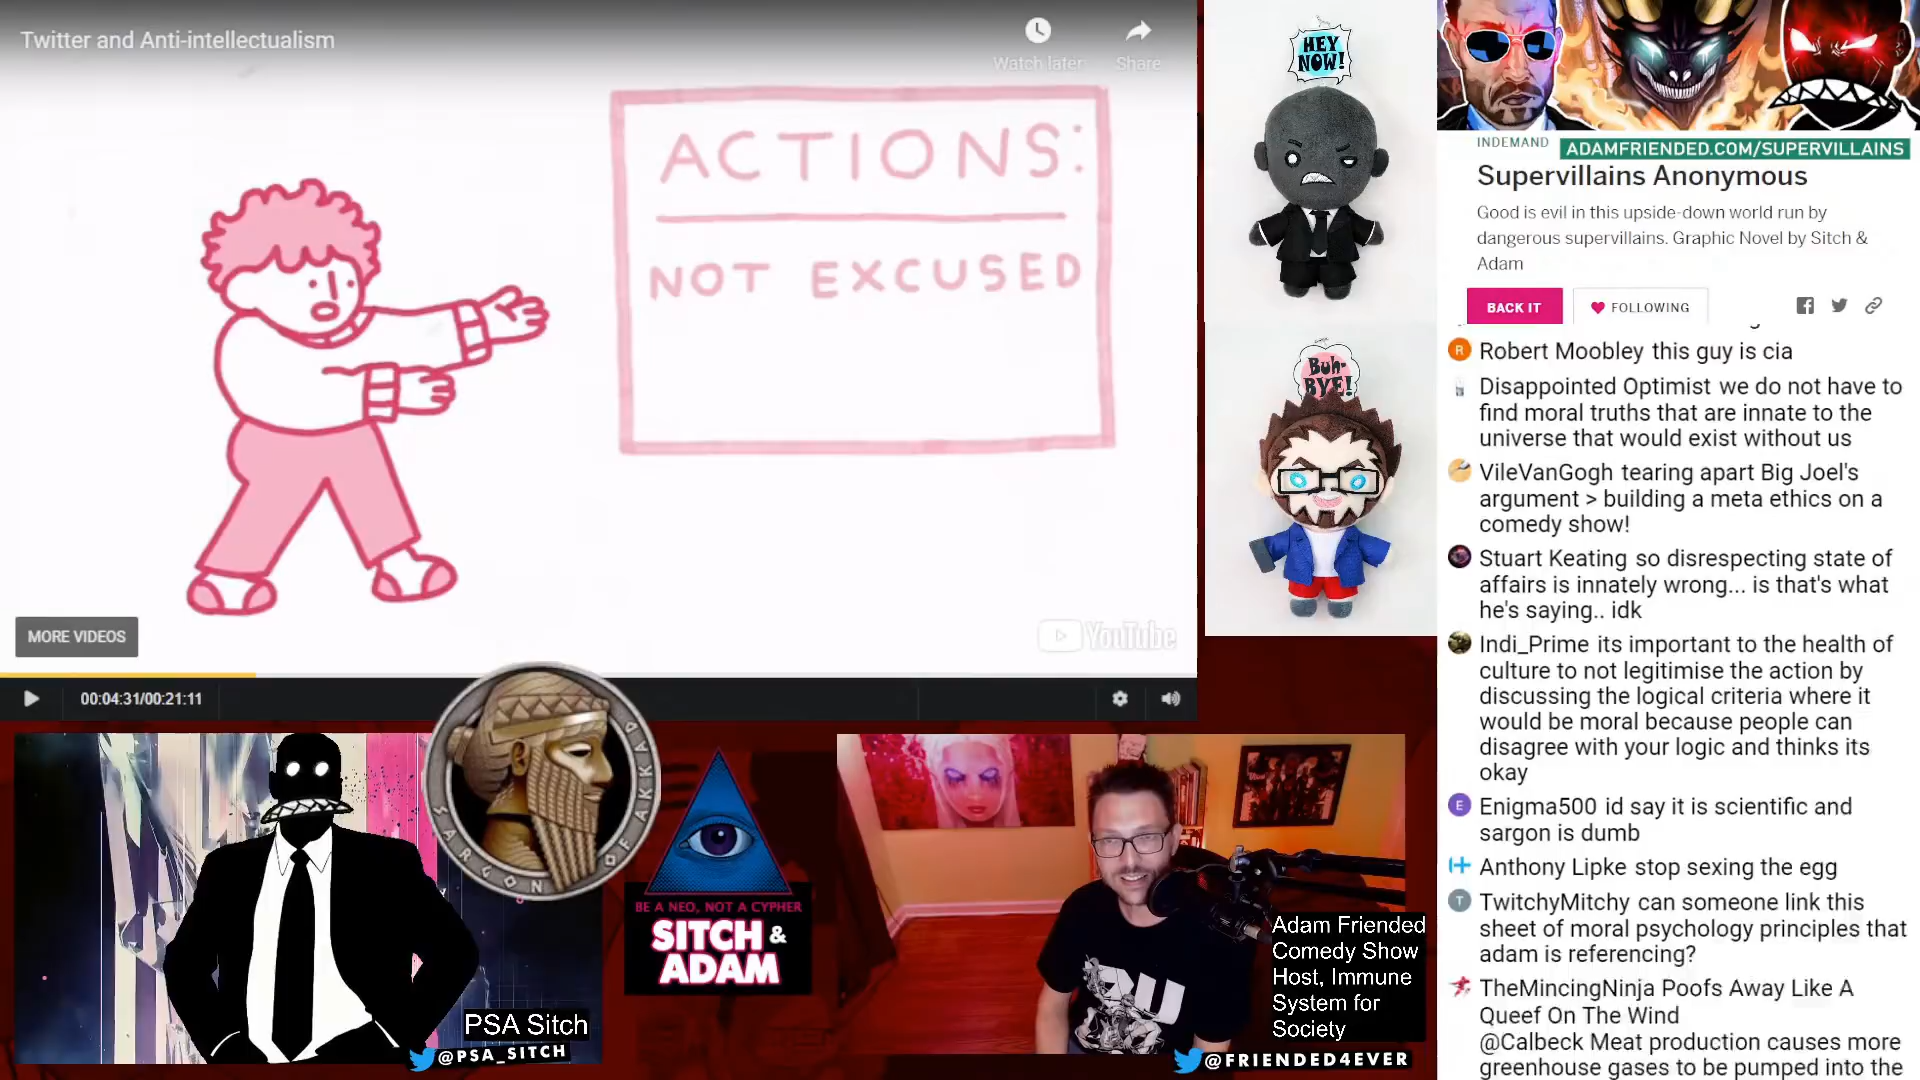 Twitter and Anti-intellectualism
Watch later
Share
ACTIONS:
NOT EXCUSED
MORE VIDEOS
YouTube
00:04:31/00:21:11
HEY
NOW!
Buh-
BYE!
INDEMAND
ADAMFRIENDED.COM/SUPERVILLAINS
Supervillains Anonymous
Good is evil in this upside-down world run by
dangerous supervillains. Graphic Novel by Sitch &
Adam
BACK IT
FOLLOWING
R
Robert Moobley this guy is cia
Disappointed Optimist we do not have to
find moral truths that are innate to the
universe that would exist without us
VileVanGogh tearing apart Big Joel's
argument > building a meta ethics on a
comedy show!
Stuart Keating so disrespecting state of
affairs is innately wrong... is that's what
he's saying.. idk
Indi_Prime its important to the health of
culture to not legitimise the action by
discussing the logical criteria where it
would be moral because people can
disagree with your logic and thinks its
okay
E
Enigma500 id say it is scientific and
sargon is dumb
Anthony Lipke stop sexing the egg
T
TwitchyMitchy can someone link this
sheet of moral psychology principles that
adam is referencing?
TheMincingNinja Poofs Away Like A
Queef On The Wind
@Calbeck Meat production causes more
greenhouse gases to be pumped into the
SARGON OF AKKAD
BE A NEO, NOT A CYPHER
SITCH &
ADAM
PSA Sitch
@PSA_SITCH
Adam Friended
Comedy Show
Host, Immune
System for
Society
@FRIENDED4EVER